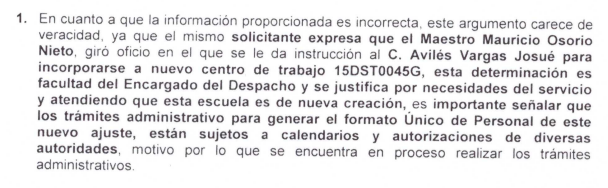 1. En cuanto a que la información proporcionada es incorrecta, este argumento carece de
veracidad, ya que el mismo solicitante expresa que el Maestro Mauricio Osorio
Nieto, giró oficio en el que se le da instrucción al C. Avilés Vargas Josué para
incorporarse a nuevo centro de trabajo 15DST0045G, esta determinación es
facultad del Encargado del Despacho y se justifica por necesidades del servicio
y atendiendo que esta escuela es de nueva creación, es importante señalar que
los trámites administrativo para generar el formato Único de Personal de este
nuevo ajuste, están sujetos a calendarios y autorizaciones de diversas
autoridades, motivo por lo que se encuentra en proceso realizar los trámites
administrativos.